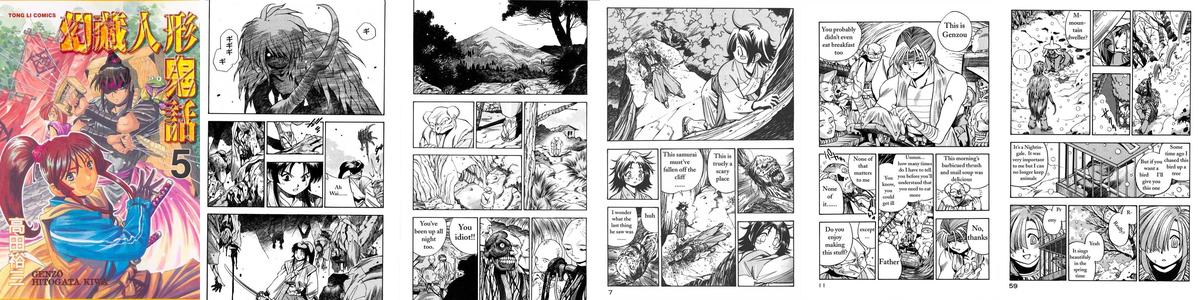 TONG LI COMICS
幻藏人形
鬼話
5
高田裕三
GENZO
HITOGATA KIWA
ギ
ギギギ
ギ
Ah
Wai......
You've
been up all
night
too.
You
idiot!!
I wonder
what the
last thing
he saw was
......
huh
This samurai
must've
fallen off the
cliff
......
This is
truely a
scary
place
7
You probably
didn't even
eat breakfast
too
This is
Genzou
None
of
it......
None of
that
matters to
me
Uumm...
how many times
do I have to tell
you before you'll
understand that
you need to eat
more
You
know,
you
could
get ill
This morning's
barbicued thrush
and snail soup was
delicious
Do you
enjoy
making
this stuff?
except
Father
No,
thanks
11
M-
moun-
tain
dweller?
It's a Nightin-
gale. It was
very important
to me but I can
no longer keep
animals
But if you
want a
bird I'll
give you
this one
Some
time ago I
chased this
bird up a
tree
It sings
beautifuly
in the
spring
time
Yeah
59